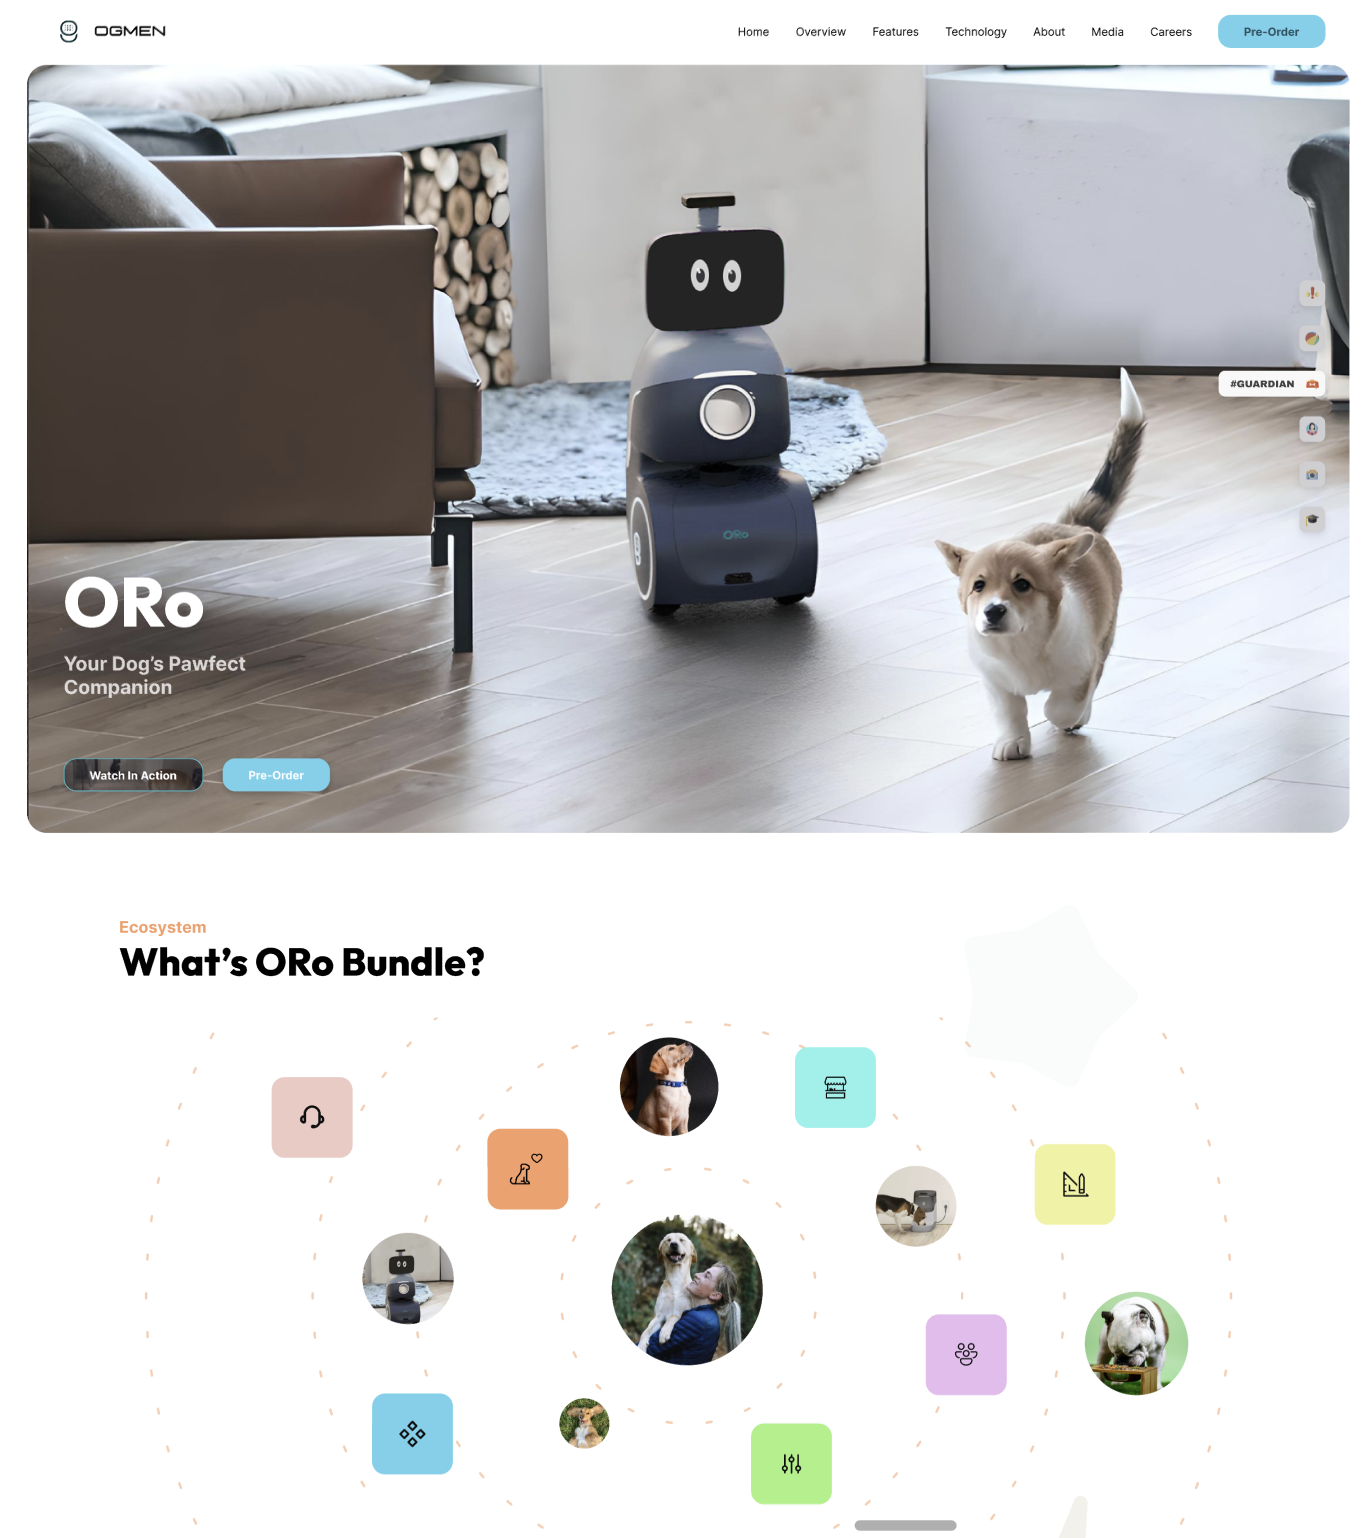 OGMEN
Home Overview Features Technology About Media Careers Pre-Order
#GUARDIAN
ORo
ORo
Your Dog’s Pawfect
Companion
Watch In Action Pre-Order
Ecosystem
What’s ORo Bundle?